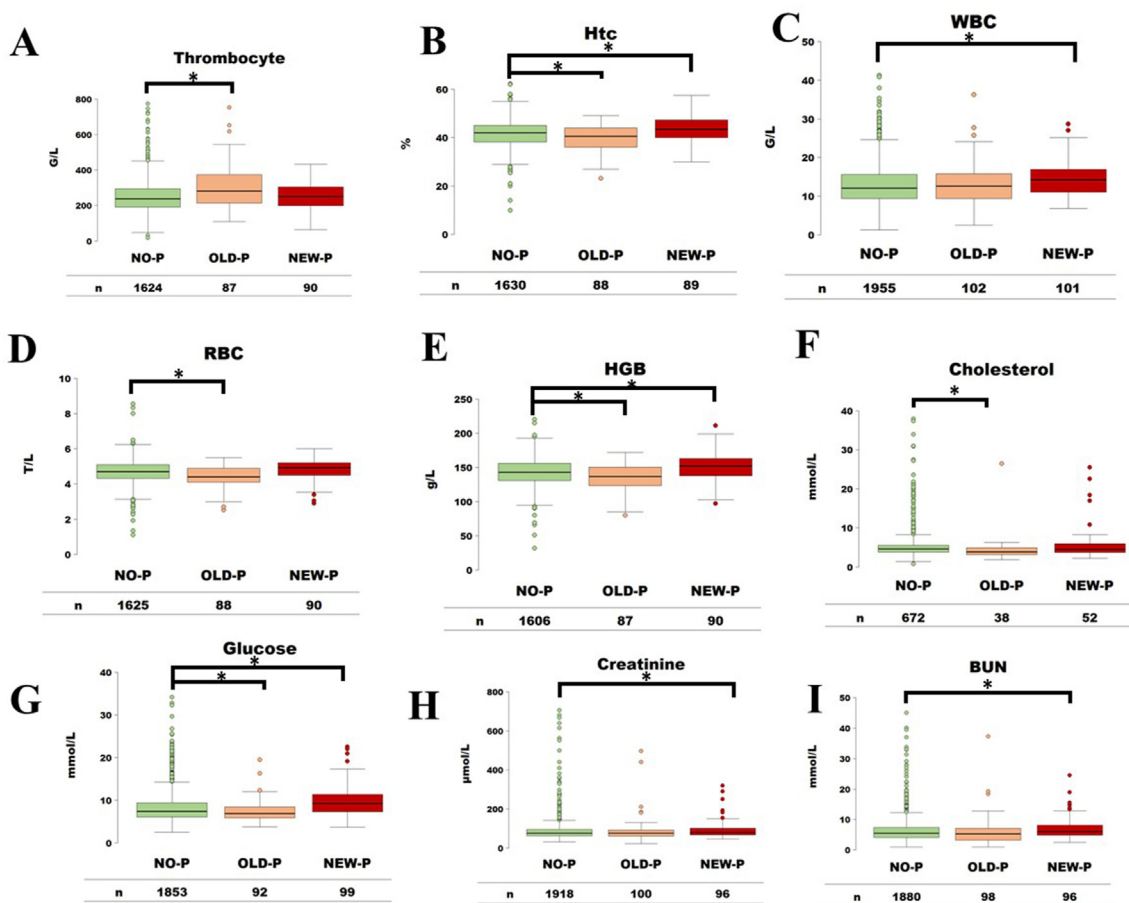 A
Thrombocyte
*
G/L
800
600
400
200
0
NO-P OLD-P NEW-P
n 1624 87 90
B
Htc
*
*
%
60
40
20
0
NO-P OLD-P NEW-P
n 1630 88 89
C
WBC
*
G/L
50
40
30
20
10
0
NO-P OLD-P NEW-P
n 1955 102 101
D
RBC
*
T/L
10
8
6
4
2
0
NO-P OLD-P NEW-P
n 1625 88 90
E
HGB
*
*
g/L
250
200
150
100
50
0
NO-P OLD-P NEW-P
n 1606 87 90
F
Cholesterol
*
mmol/L
40
30
20
10
0
NO-P OLD-P NEW-P
n 672 38 52
G
Glucose
*
*
mmol/L
40
30
20
10
0
NO-P OLD-P NEW-P
n 1853 92 99
H
Creatinine
*
µmol/L
800
600
400
200
0
NO-P OLD-P NEW-P
n 1918 100 96
I
BUN
*
mmol/L
50
40
30
20
10
0
NO-P OLD-P NEW-P
n 1880 98 96